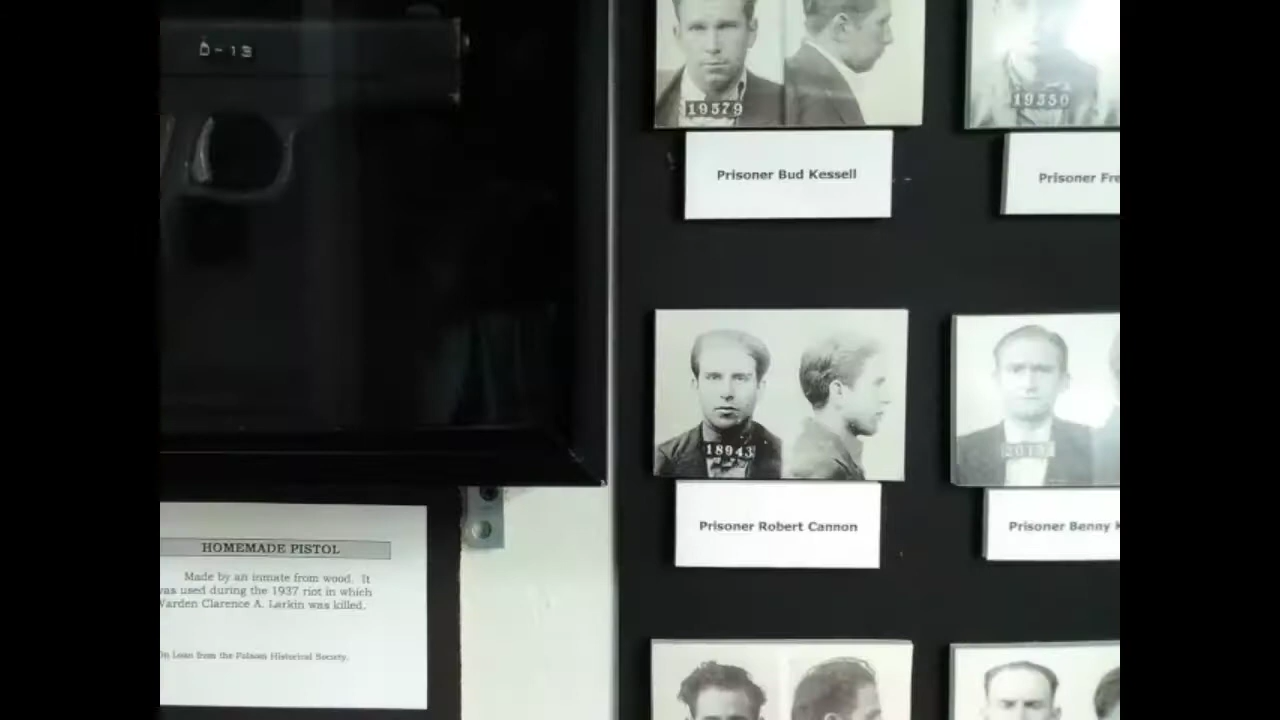 D-13
19579
19550
Prisoner Bud Kessell
Prisoner Fre
18943
Prisoner Robert Cannon
Prisoner Benny K
HOMEMADE PISTOL
Made by an inmate from wood. It
was used during the 1937 riot in which
Warden Clarence A. Larkin was killed.
On Loan from the Folsom Historical Society.